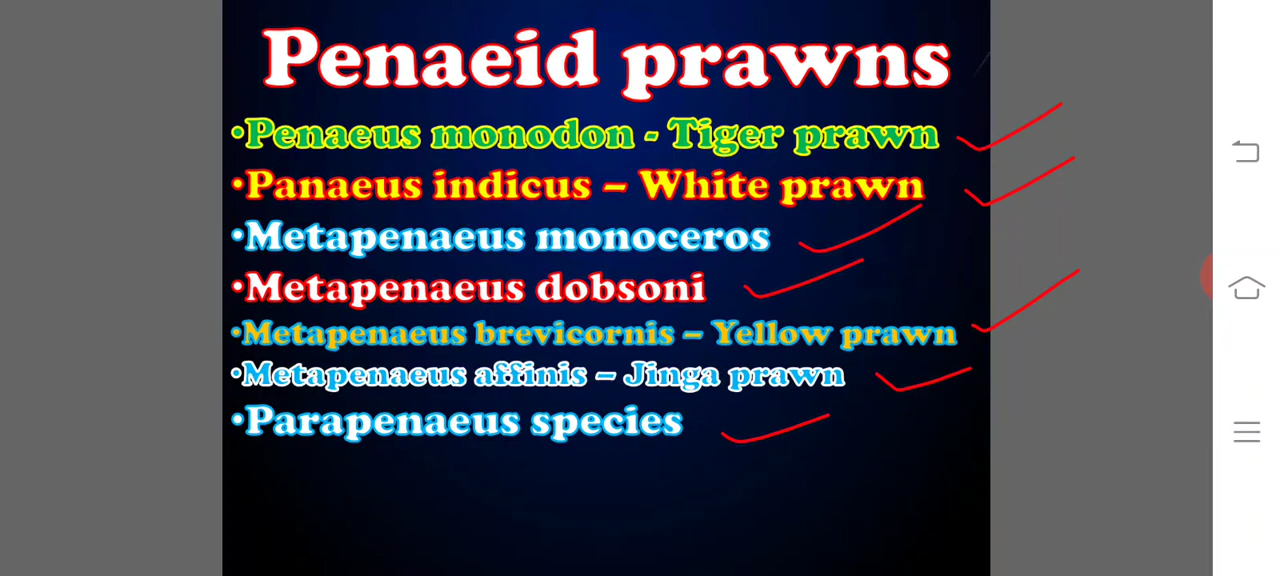 Penaeid prawns
•Penaeus monodon - Tiger prawn
•Panaeus indicus – White prawn
•Metapenaeus monoceros
•Metapenaeus dobsoni
•Metapenaeus brevicornis – Yellow prawn
•Metapenaeus affinis – Jinga prawn
•Parapenaeus species